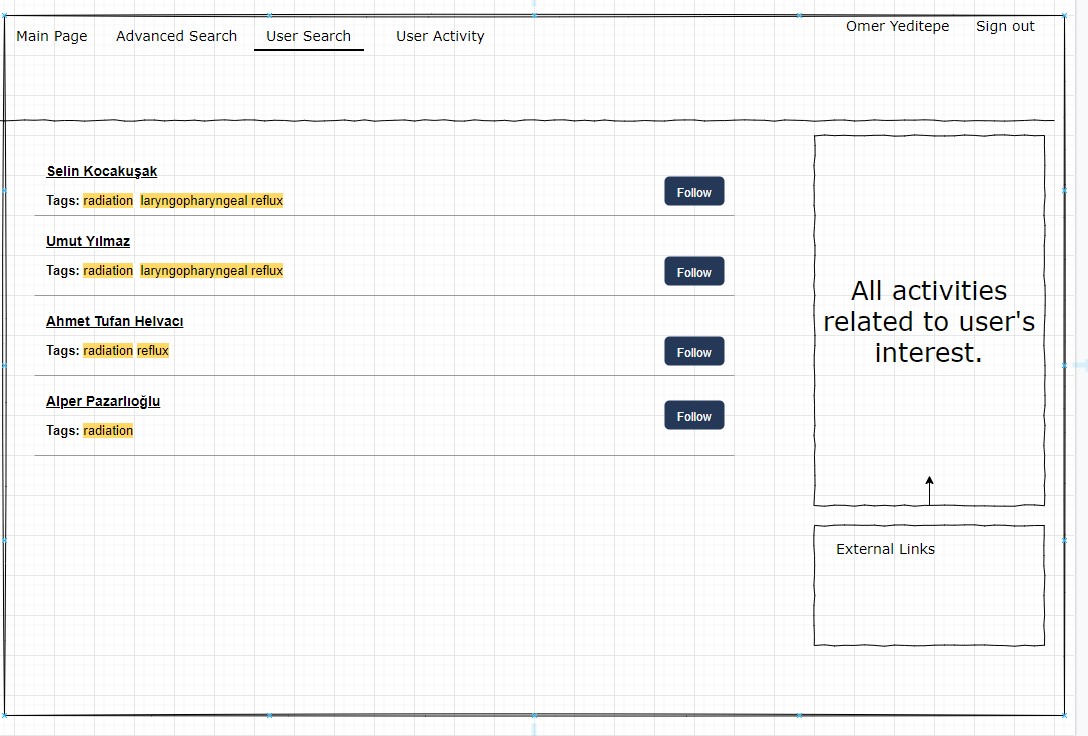 Main Page Advanced Search User Search User Activity Omer Yeditepe Sign out
Selin Kocakuşak
Tags: radiation laryngopharyngeal reflux
Follow
Umut Yılmaz
Tags: radiation laryngopharyngeal reflux
Follow
Ahmet Tufan Helvacı
Tags: radiation reflux
Follow
Alper Pazarlıoğlu
Tags: radiation
Follow
All activities
related to user's
interest.
External Links